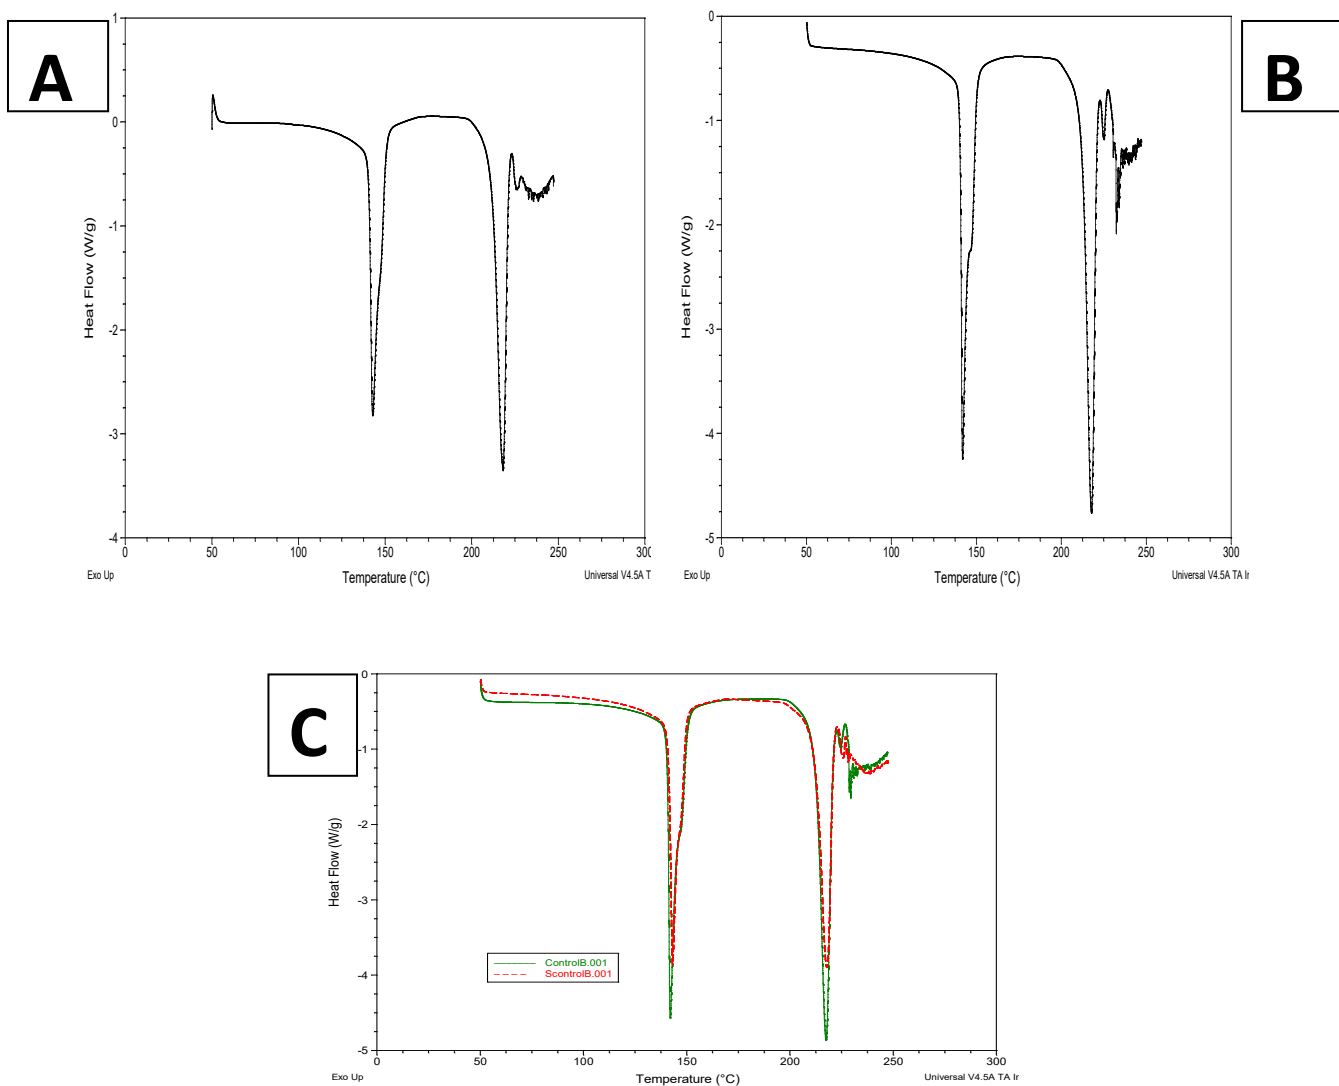 A
1
0
-1
-2
-3
-4
Heat Flow (W/g)
0
50
100
150
200
250
30
Exo Up
Temperature (°C)
Universal V4.5A T
B
0
-1
-2
-3
-4
-5
Heat Flow (W/g)
0
50
100
150
200
250
300
Exo Up
Temperature (°C)
Universal V4.5A TA Ir
C
0
-1
-2
-3
-4
-5
Heat Flow (W/g)
ControlB.001
ScontrolB.001
0
50
100
150
200
250
300
Exo Up
Temperature (°C)
Universal V4.5A TA Ir